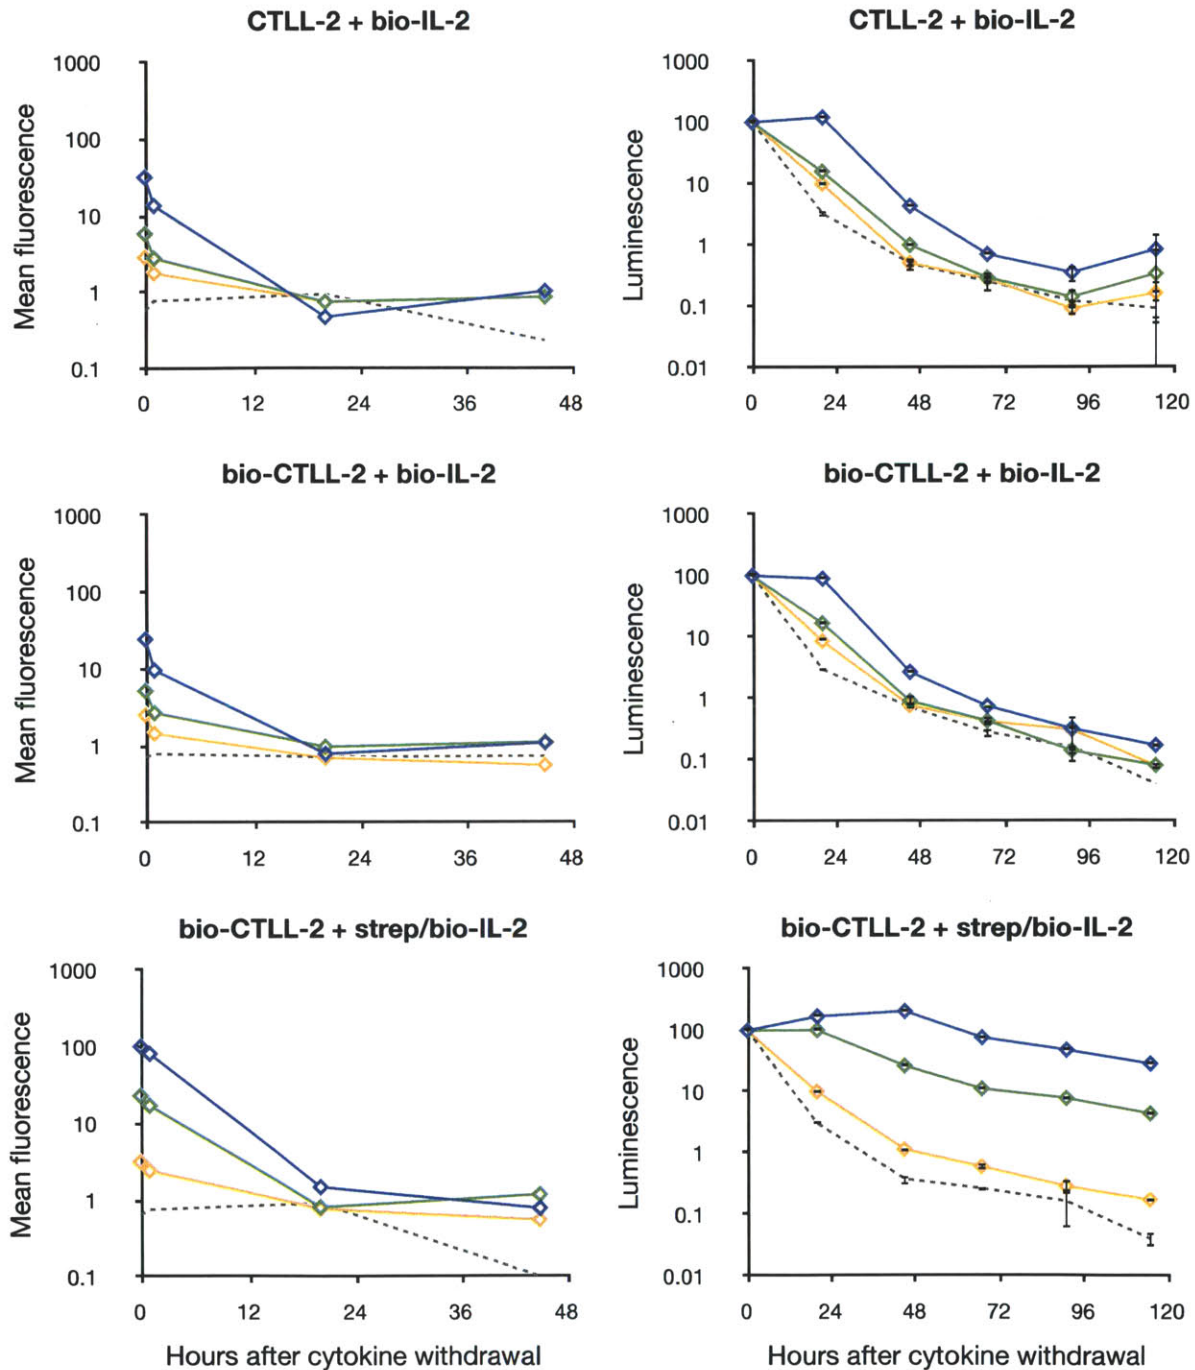 CTLL-2 + bio-IL-2
Mean fluorescence
1000
100
10
1
0.1
0 12 24 36 48
CTLL-2 + bio-IL-2
Luminescence
1000
100
10
1
0.1
0.01
0 24 48 72 96 120
bio-CTLL-2 + bio-IL-2
Mean fluorescence
1000
100
10
1
0.1
0 12 24 36 48
bio-CTLL-2 + bio-IL-2
Luminescence
1000
100
10
1
0.1
0.01
0 24 48 72 96 120
bio-CTLL-2 + strep/bio-IL-2
Mean fluorescence
1000
100
10
1
0.1
0 12 24 36 48
Hours after cytokine withdrawal
bio-CTLL-2 + strep/bio-IL-2
Luminescence
1000
100
10
1
0.1
0.01
0 24 48 72 96 120
Hours after cytokine withdrawal